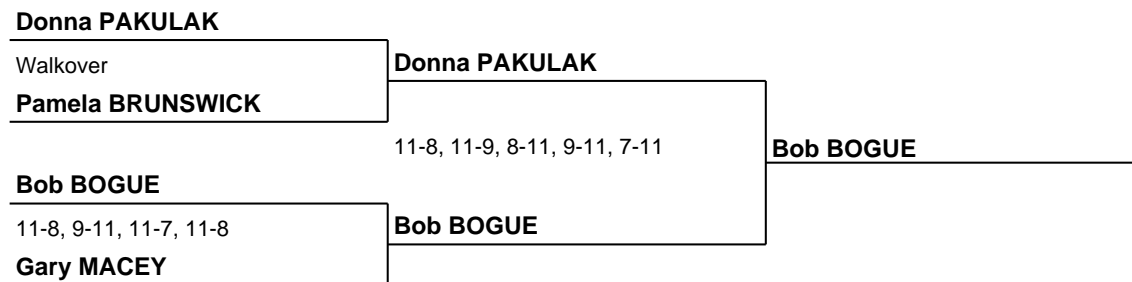 Donna PAKULAK
Walkover
Donna PAKULAK
Pamela BRUNSWICK
11-8, 11-9, 8-11, 9-11, 7-11
Bob BOGUE
Bob BOGUE
11-8, 9-11, 11-7, 11-8
Bob BOGUE
Gary MACEY